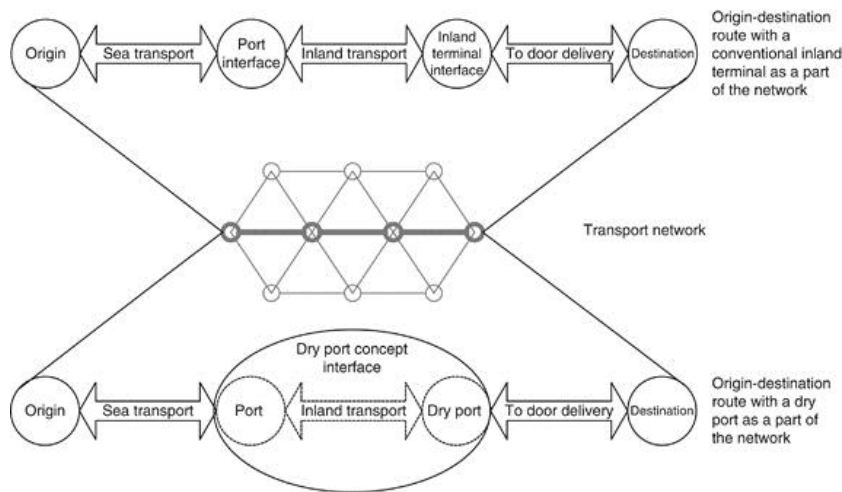 Origin
Sea transport
Port
interface
Inland transport
Inland
terminal
interface
To door delivery
Destination
Origin-destination
route with a
conventional inland
terminal as a part
of the network
Transport network
Dry port concept
interface
Origin
Sea transport
Port
Inland transport
Dry port
To door delivery
Destination
Origin-destination
route with a dry
port as a part of
the network